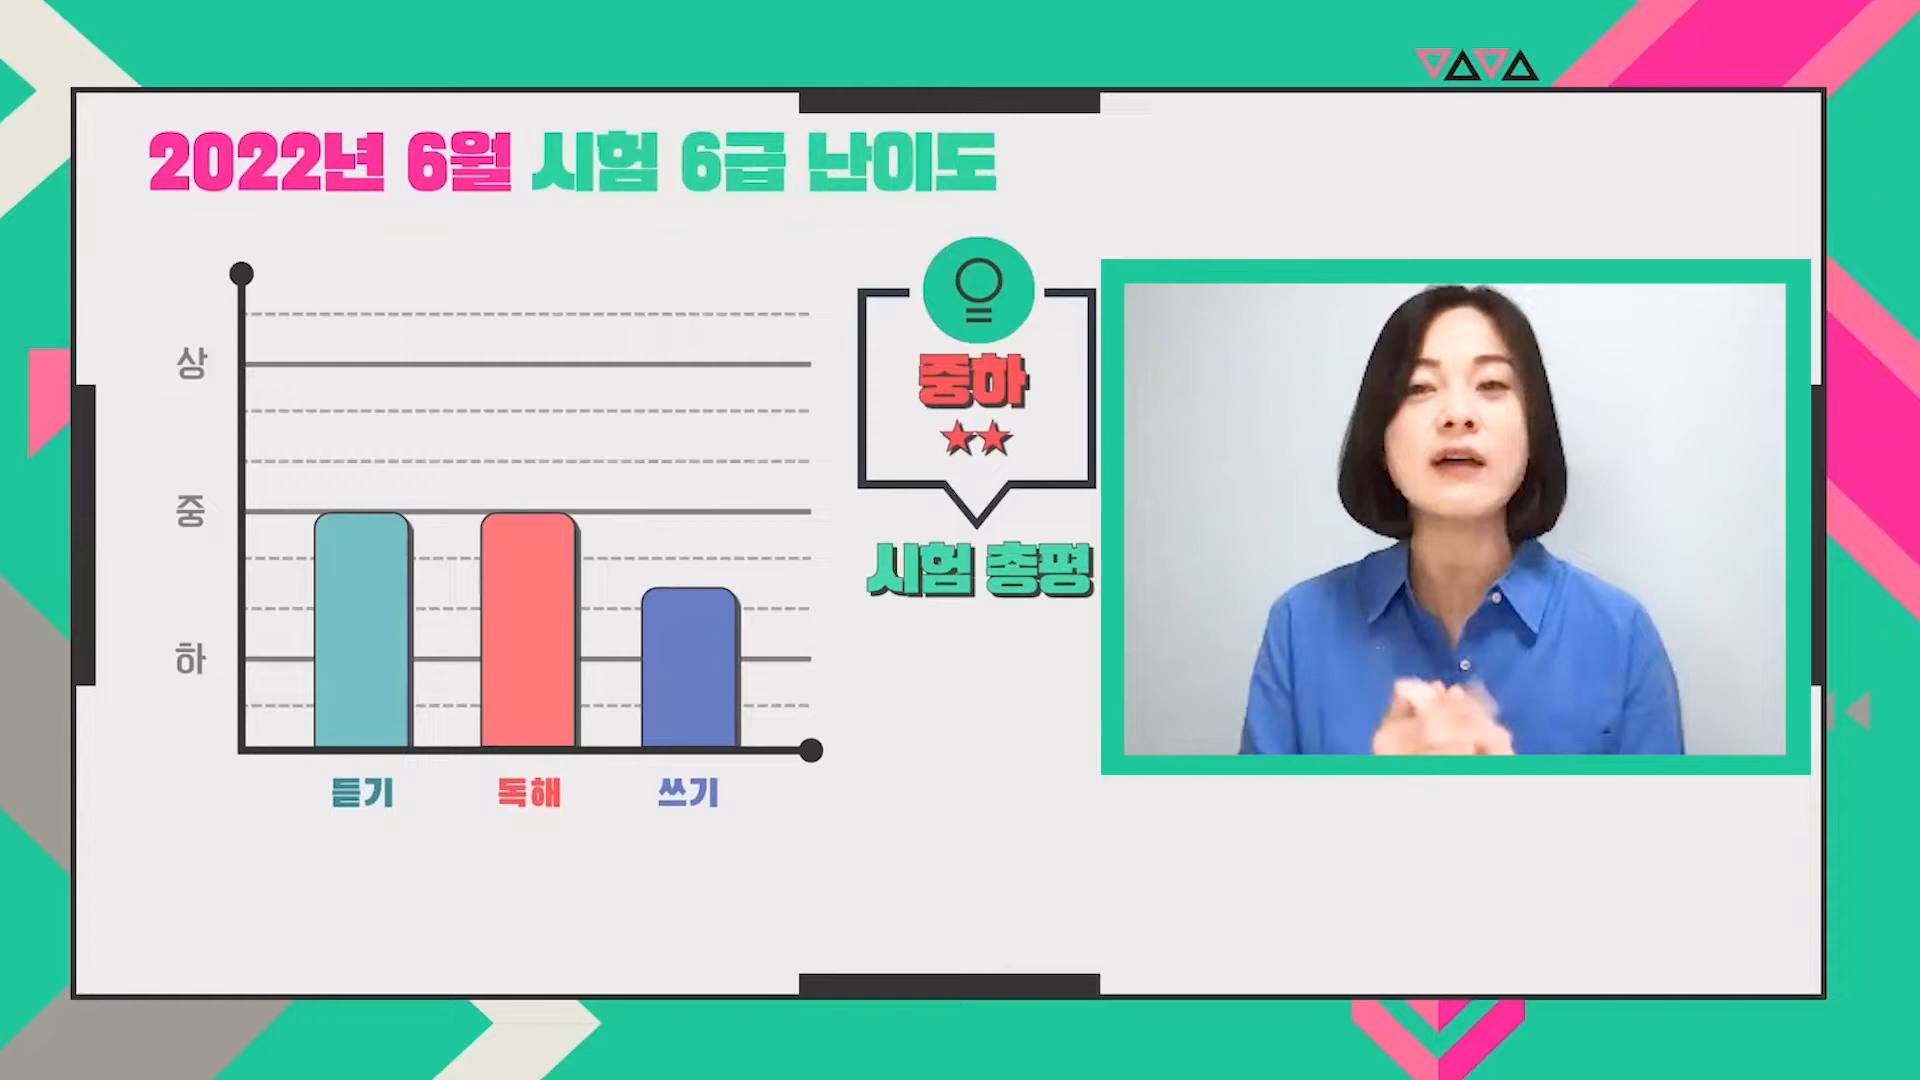 2022년 6월 시험 6급 난이도
상
중
하
듣기 독해 쓰기
중하
★★
시험 총평